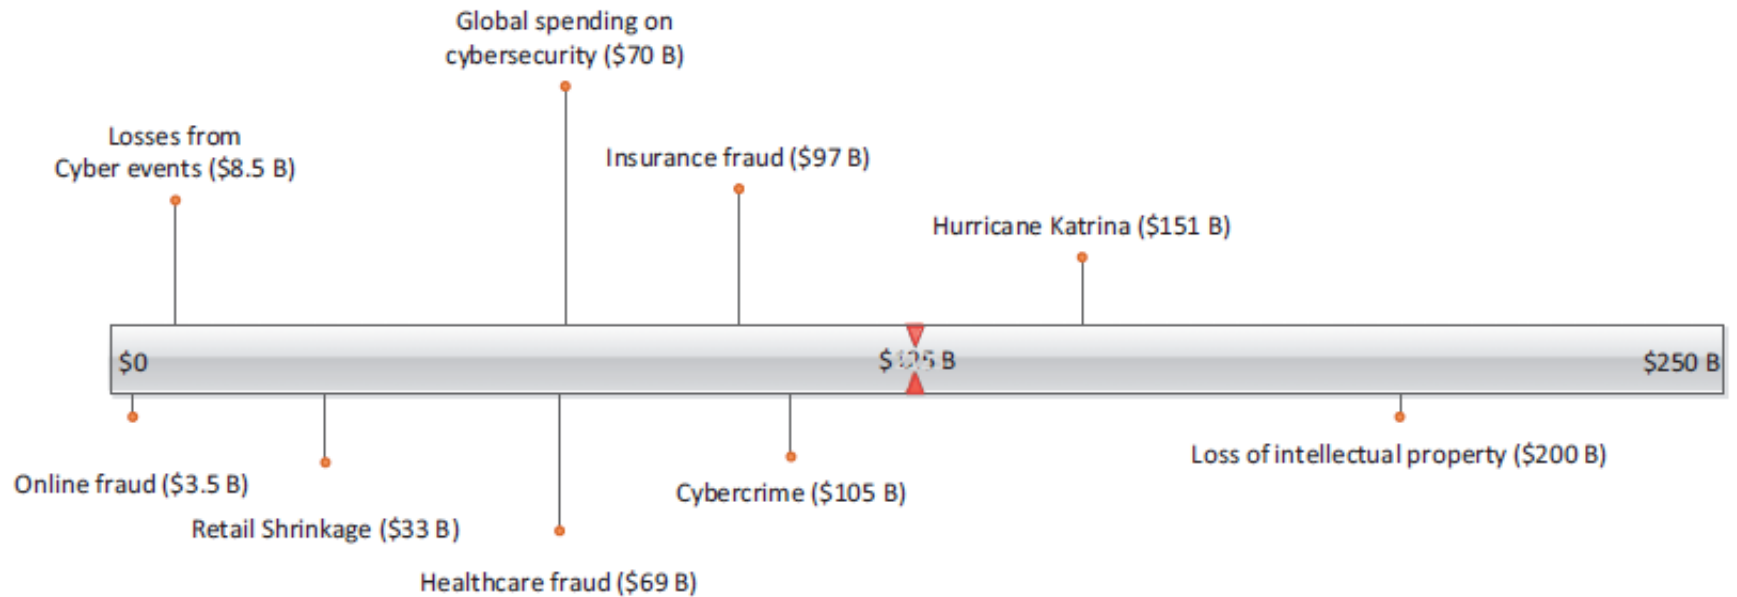 Global spending on
cybersecurity ($70 B)
Losses from
Cyber events ($8.5 B)
Insurance fraud ($97 B)
Hurricane Katrina ($151 B)
$0
$125 B
$250 B
Online fraud ($3.5 B)
Retail Shrinkage ($33 B)
Healthcare fraud ($69 B)
Cybercrime ($105 B)
Loss of intellectual property ($200 B)